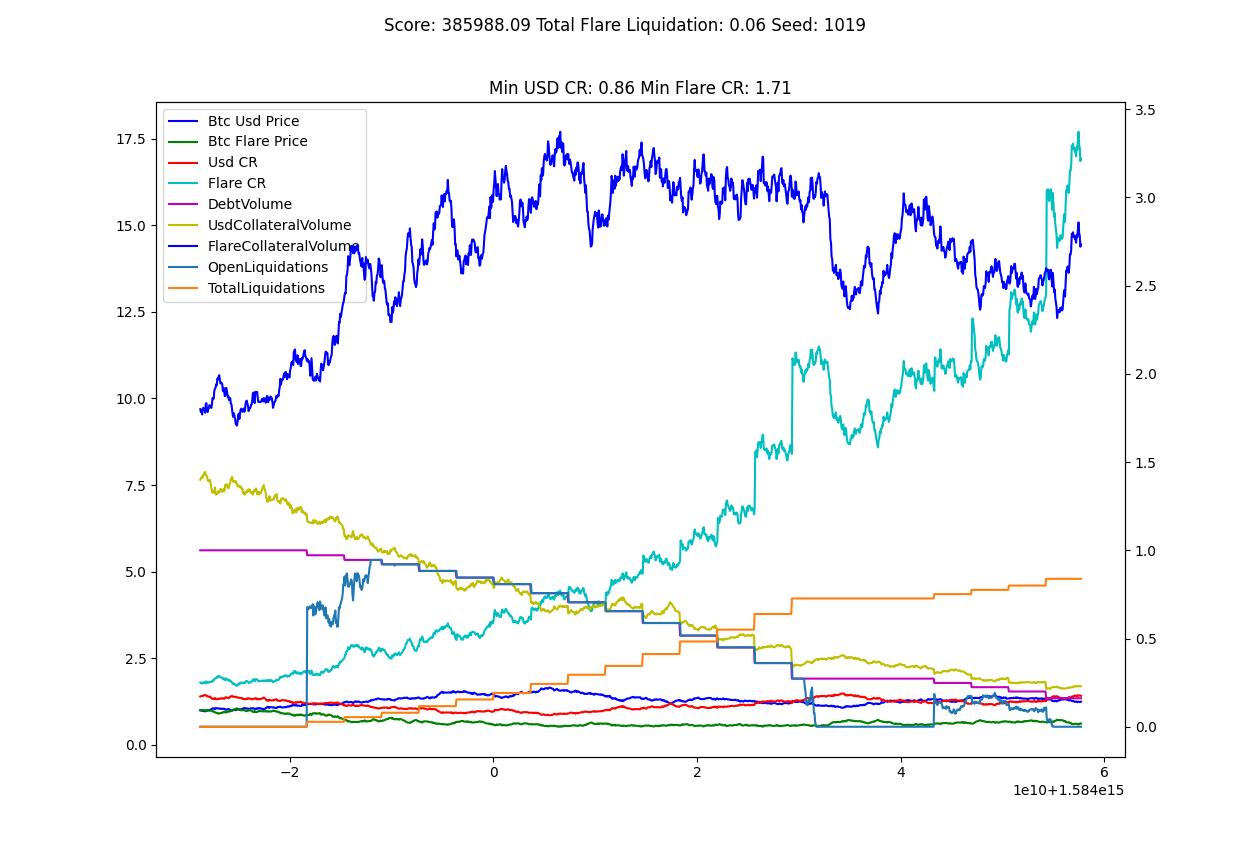 Score: 385988.09 Total Flare Liquidation: 0.06 Seed: 1019
Min USD CR: 0.86 Min Flare CR: 1.71
Btc Usd Price
Btc Flare Price
Usd CR
Flare CR
DebtVolume
UsdCollateralVolume
FlareCollateralVolume
OpenLiquidations
TotalLiquidations
17.5
15.0
12.5
10.0
7.5
5.0
2.5
0.0
3.5
3.0
2.5
2.0
1.5
1.0
0.5
0.0
−2
0
2
4
6
1e10+1.584e15